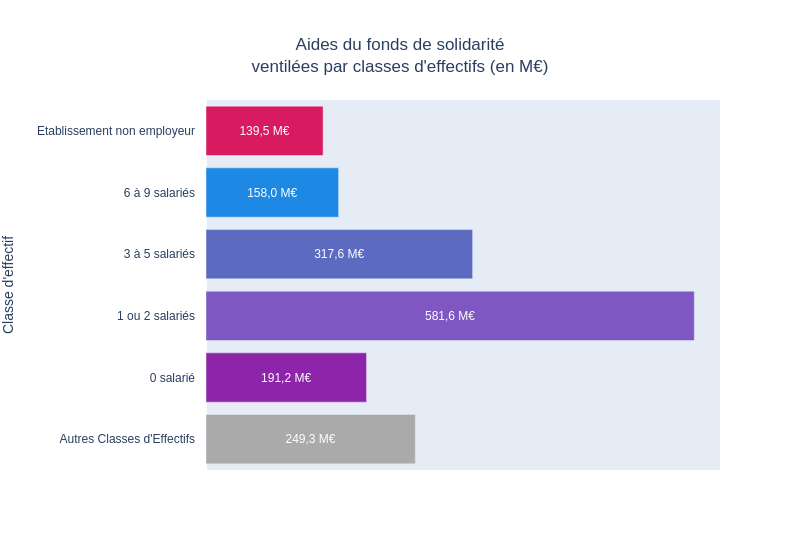 Aides du fonds de solidarité
ventilées par classes d'effectifs (en M€)
Classe d'effectif
Etablissement non employeur
139,5 M€
6 à 9 salariés
158,0 M€
3 à 5 salariés
317,6 M€
1 ou 2 salariés
581,6 M€
0 salarié
191,2 M€
Autres Classes d'Effectifs
249,3 M€